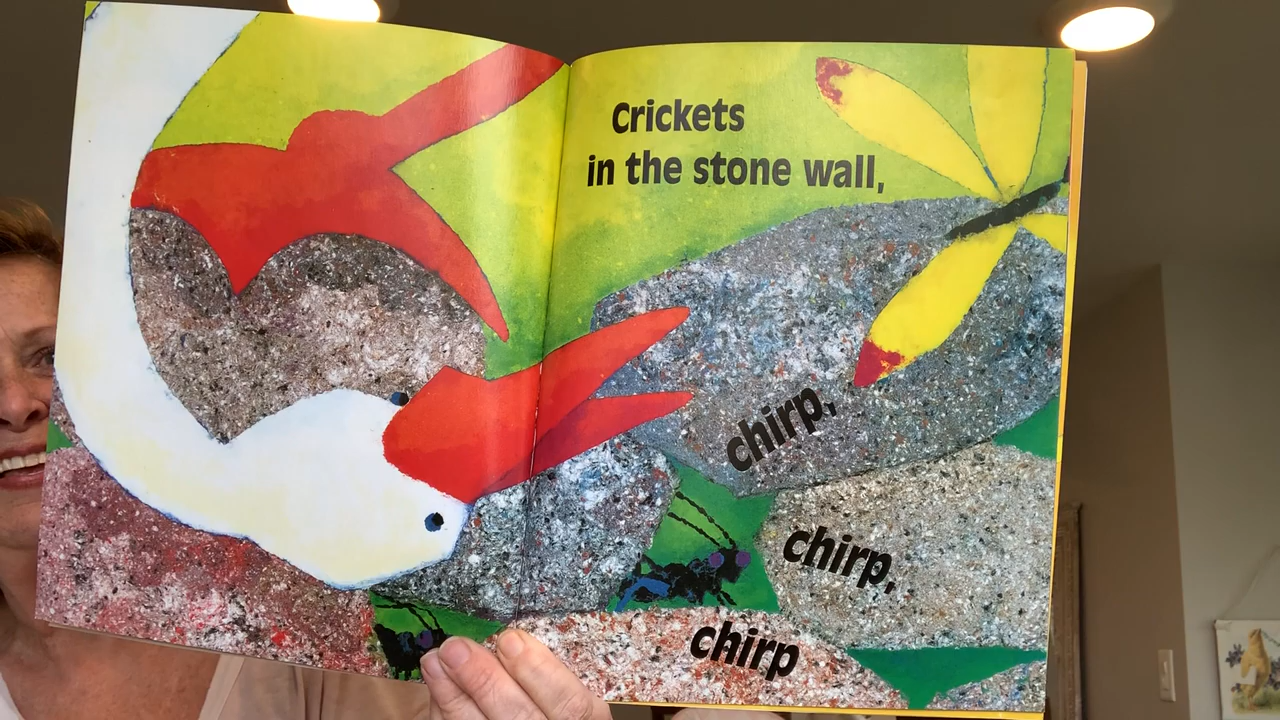 Crickets
in the stone wall,
chirp,
chirp,
chirp